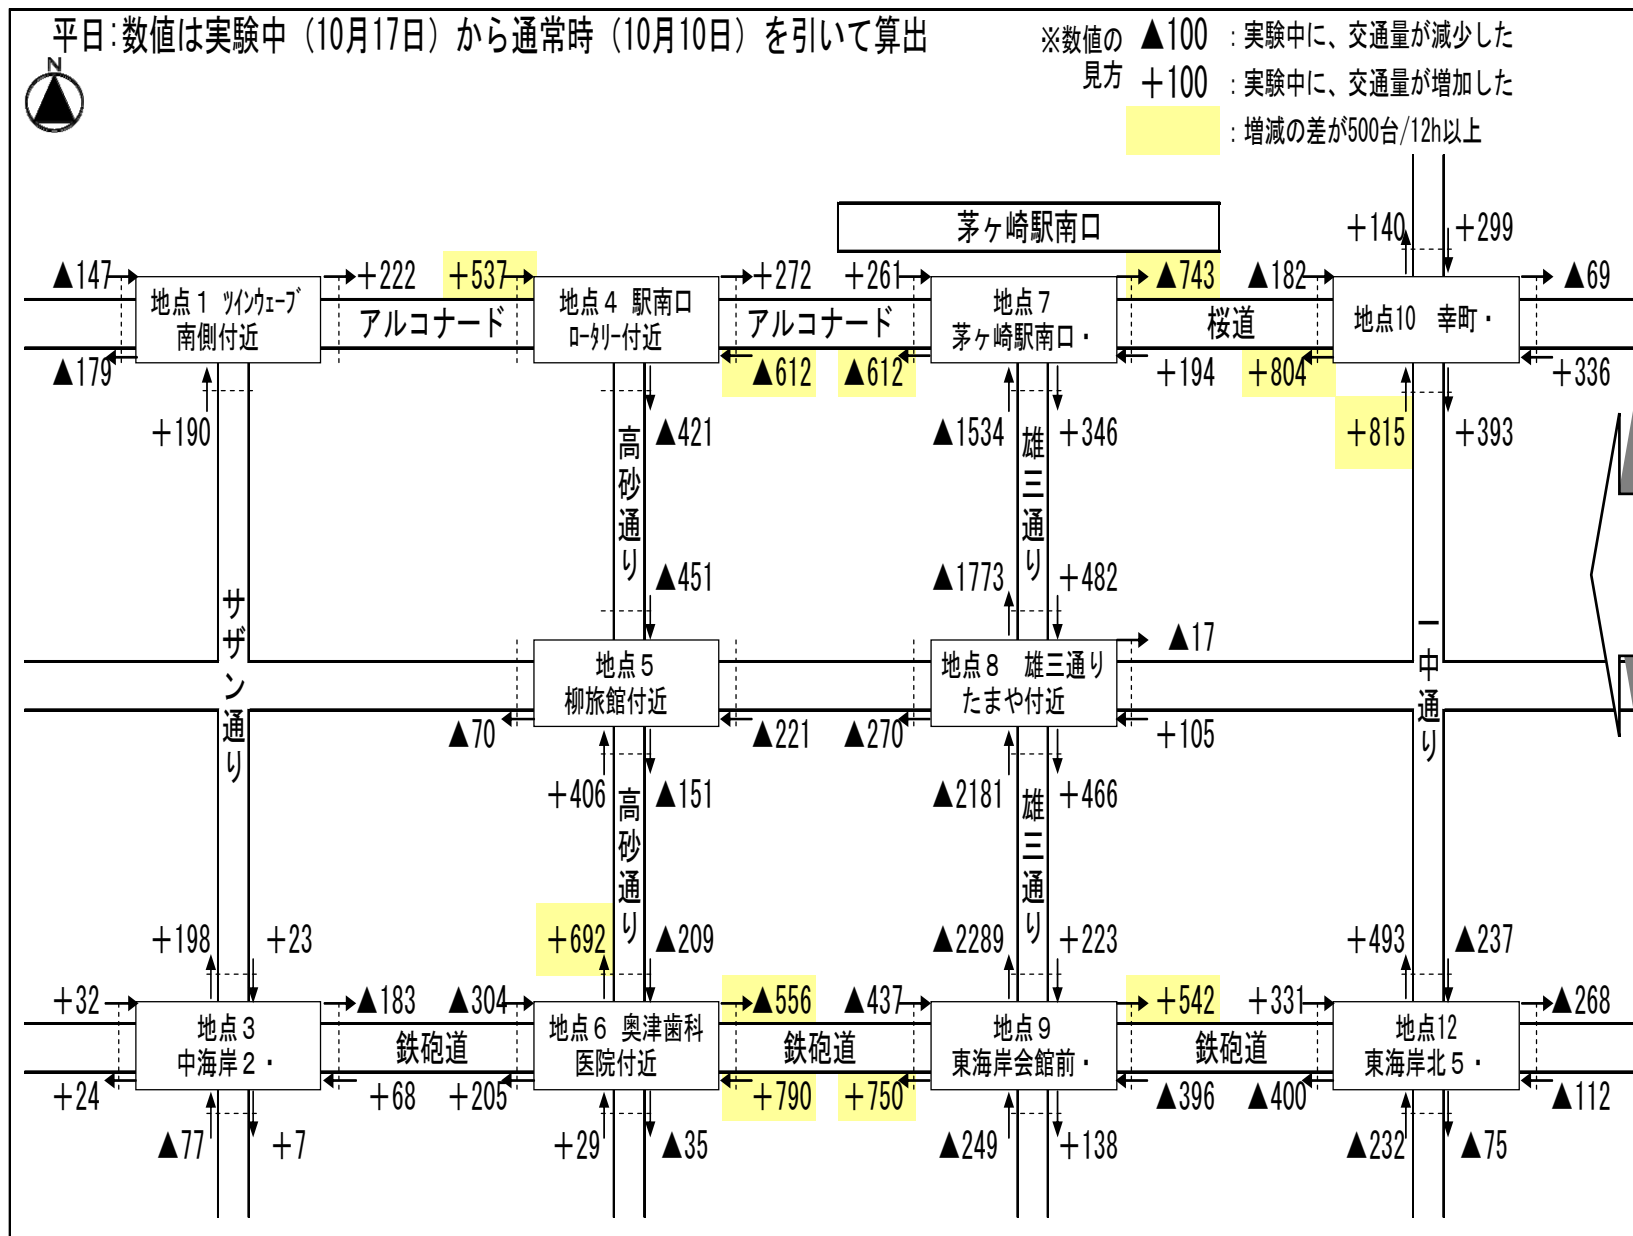 平日:数値は実験中（10月17日）から通常時（10月10日）を引いて算出
※数値の見方
▲100 : 実験中に、交通量が減少した
+100 : 実験中に、交通量が増加した
: 増減の差が500台/12h以上
N
茅ヶ崎駅南口
+140 +299
▲147 +222 +537 +272 +261 ▲743 ▲182 ▲69
地点1 ツインウェーブ
南側付近
アルコナード
地点4 駅南口
ロータリー付近
アルコナード
地点7
茅ヶ崎駅南口・
桜道
地点10 幸町・
▲179 ▲612 ▲612 +194 +804 +336
+190 ▲421 ▲1534 +346 +815 +393
高砂通り
雄三通り
サザン通り
一中通り
▲451 ▲1773 +482
▲17
地点5
柳旅館付近
地点8 雄三通り
たまや付近
▲70 ▲221 ▲270 +105
+406 ▲151 ▲2181 +466
高砂通り
雄三通り
+198 +23 +692 ▲209 ▲2289 +223 +493 ▲237
+32 ▲183 ▲304 ▲556 ▲437 +542 +331 ▲268
地点3
中海岸2・
鉄砲道
地点6 奥津歯科
医院付近
鉄砲道
地点9
東海岸会館前・
鉄砲道
地点12
東海岸北5・
+24 +68 +205 +790 +750 ▲396 ▲400 ▲112
▲77 +7 +29 ▲35 ▲249 +138 ▲232 ▲75